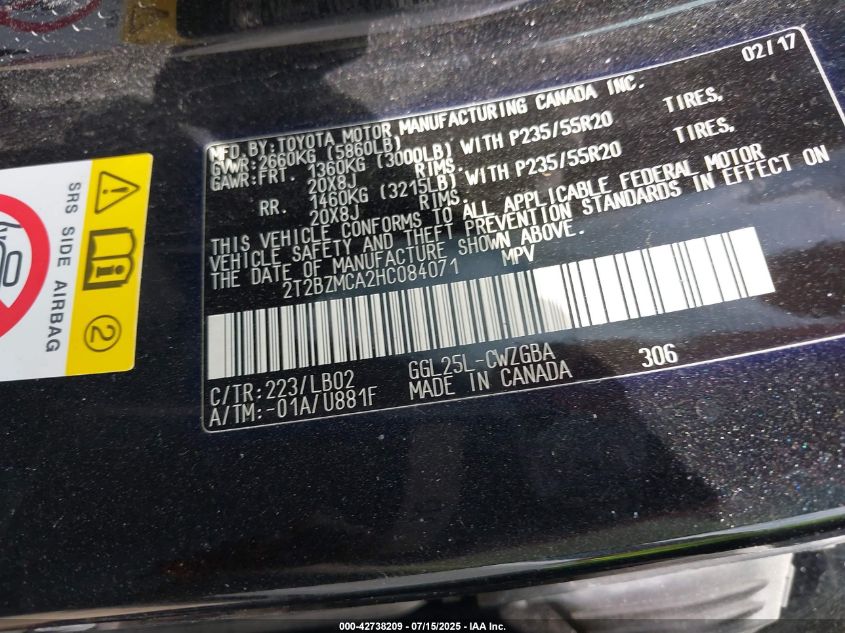 02/17
MFD. BY: TOYOTA MOTOR MANUFACTURING CANADA INC.
GVWR: 2660KG (5860LB)
GAWR: FRT. 1360KG (3000LB) WITH P235/55R20 TIRES,
20X8J RIMS.
RR. 1460KG (3215LB) WITH P235/55R20 TIRES,
20X8J RIMS.
THIS VEHICLE CONFORMS TO ALL APPLICABLE FEDERAL MOTOR
VEHICLE SAFETY AND THEFT PREVENTION STANDARDS IN EFFECT ON
THE DATE OF MANUFACTURE SHOWN ABOVE.
2T2BZMCA2HC084071 MPV
C/TR: 223/LB02 GGL25L-CWZGBA 306
A/TM: -01A/U881F MADE IN CANADA
SRS SIDE AIRBAG
2
000-42738209 - 07/15/2025 - IAA Inc.